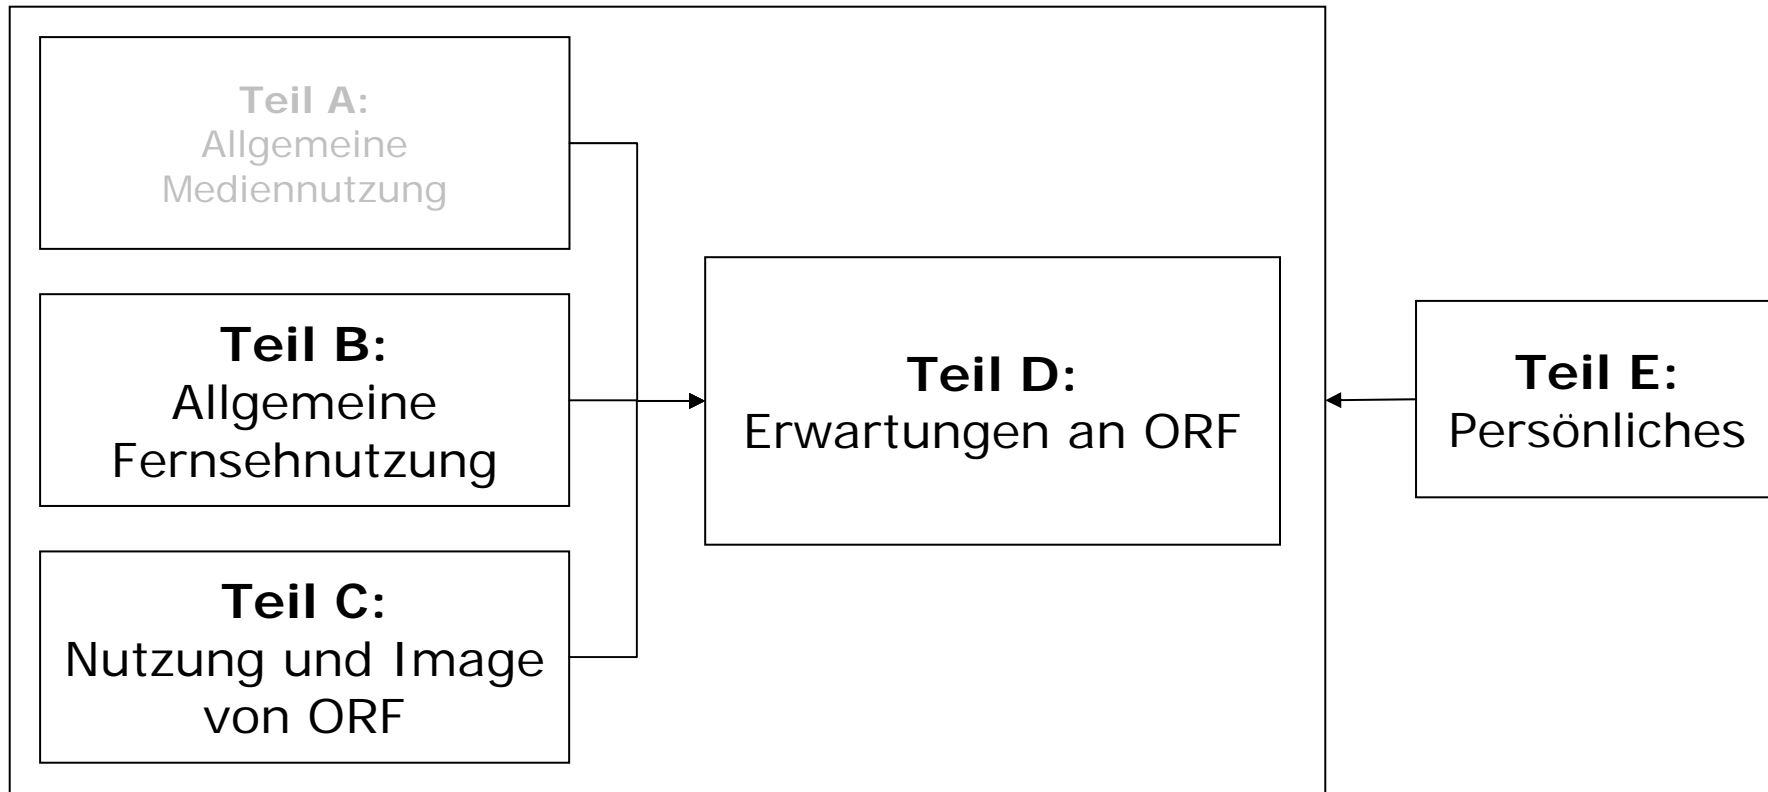 Teil A:
Allgemeine
Mediennutzung
Teil B:
Allgemeine
Fernsehnutzung
Teil C:
Nutzung und Image
von ORF
Teil D:
Erwartungen an ORF
Teil E:
Persönliches